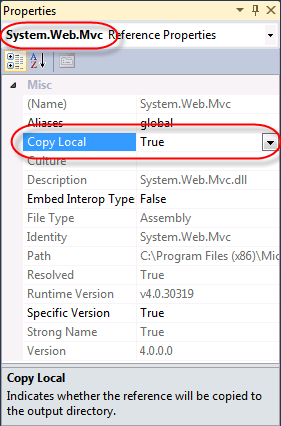 Properties
System.Web.Mvc Reference Properties
Misc
(Name) System.Web.Mvc
Aliases global
Copy Local True
Culture
Description System.Web.Mvc.dll
Embed Interop Type False
File Type Assembly
Identity System.Web.Mvc
Path C:\Program Files (x86)\Mic
Resolved True
Runtime Version v4.0.30319
Specific Version True
Strong Name True
Version 4.0.0.0
Copy Local
Indicates whether the reference will be copied to
the output directory.